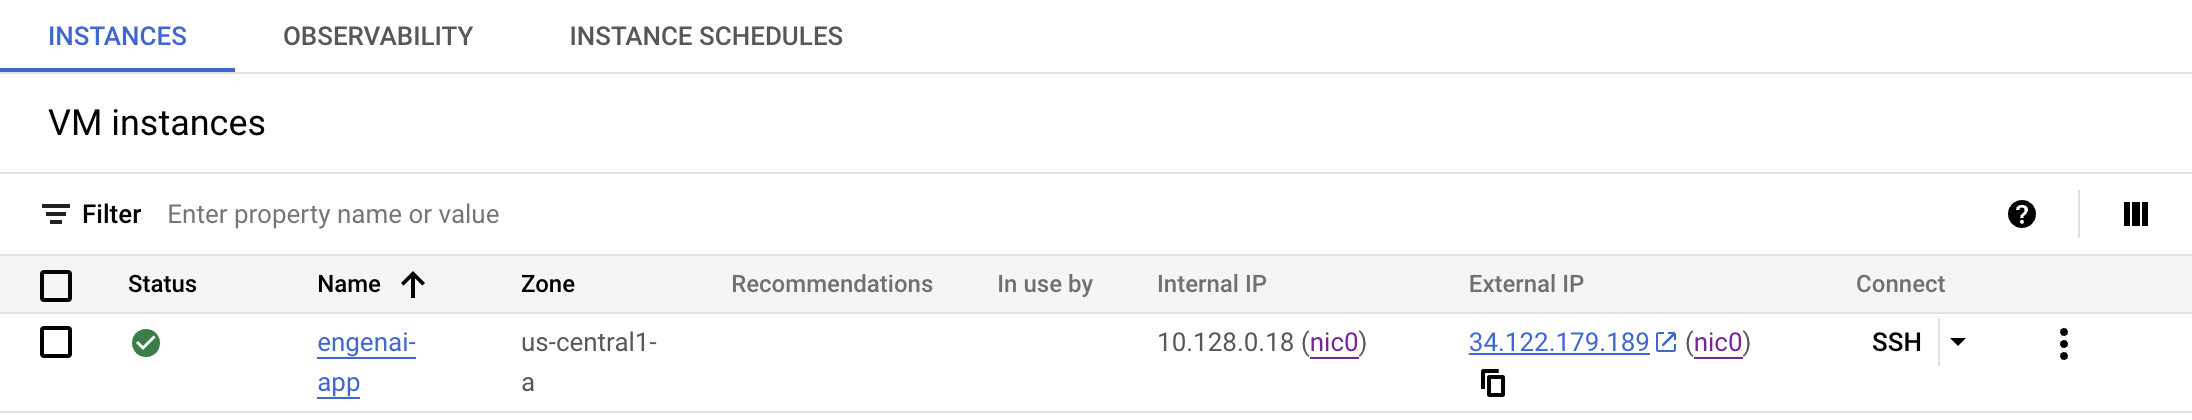 INSTANCES OBSERVABILITY INSTANCE SCHEDULES
VM instances
Filter Enter property name or value
Status Name Zone Recommendations In use by Internal IP External IP Connect
engenai- us-central1- 10.128.0.18 (nic0) 34.122.179.189 (nic0) SSH
app a